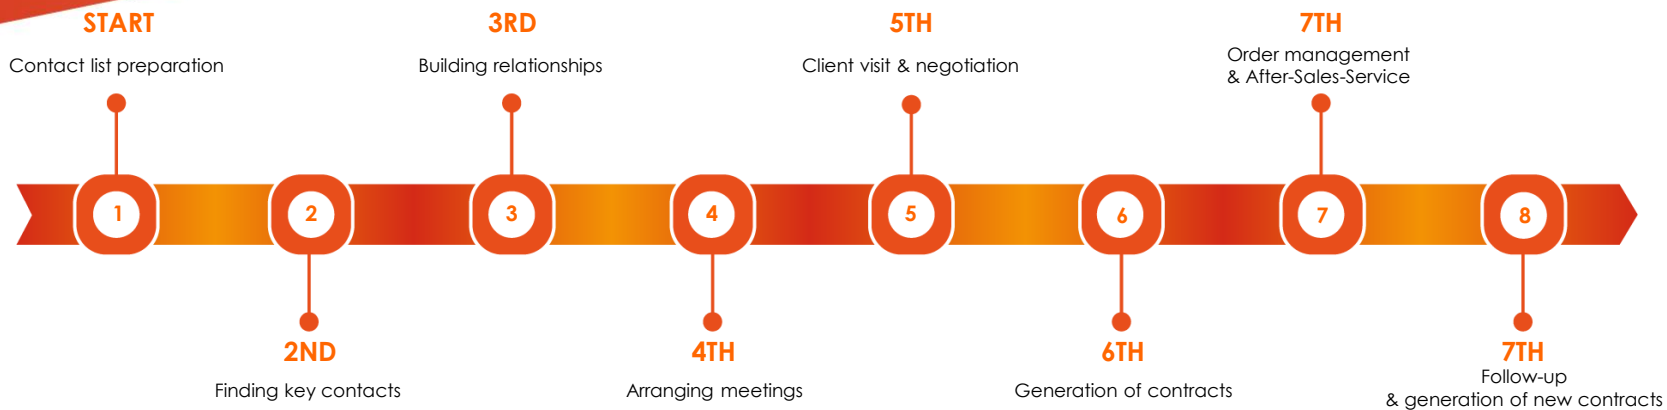 START
Contact list preparation
3RD
Building relationships
5TH
Client visit & negotiation
7TH
Order management
& After-Sales-Service
1
2
3
4
5
6
7
8
2ND
Finding key contacts
4TH
Arranging meetings
6TH
Generation of contracts
7TH
Follow-up
& generation of new contracts